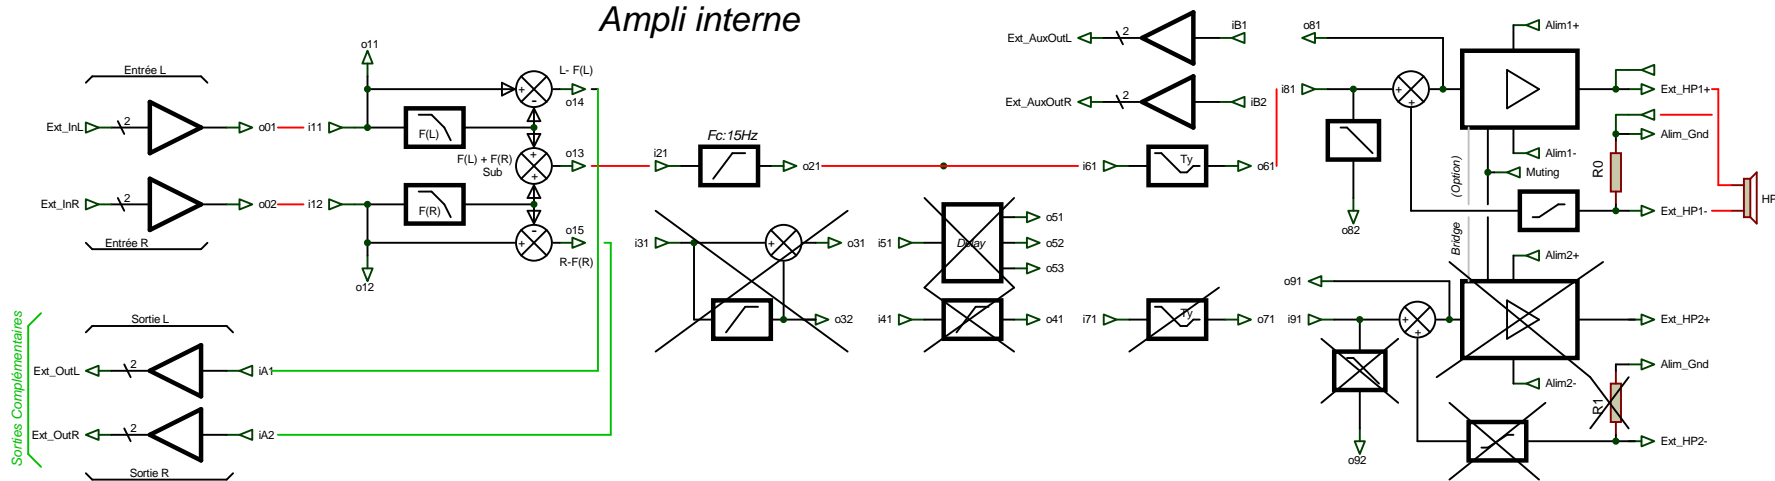 Ampli interne
Entrée L
Ext_InL
2
o01
i11
o11
F(L)
+
-
L- F(L)
o14
F(L) + F(R)
Sub
+
+
o13
Ext_InR
2
o02
i12
F(R)
Entrée R
o12
-
+
o15
R-F(R)
i21
Fc:15Hz
o21
i31
+
o31
o32
i51
Delay
o51
o52
o53
i41
o41
i61
Ty
o61
i71
Ty
o71
Ext_AuxOutL
2
iB1
Ext_AuxOutR
2
iB2
o81
i81
+
+
o82
Alim1+
Alim1-
Muting
Bridge
(Option)
Ext_HP1+
Alim_Gnd
R0
Ext_HP1-
HP
o91
i91
+
+
o92
Alim2+
Alim2-
Ext_HP2+
Alim_Gnd
R1
Ext_HP2-
Sorties Complémentaires
Sortie L
Ext_OutL
2
iA1
Ext_OutR
2
iA2
Sortie R